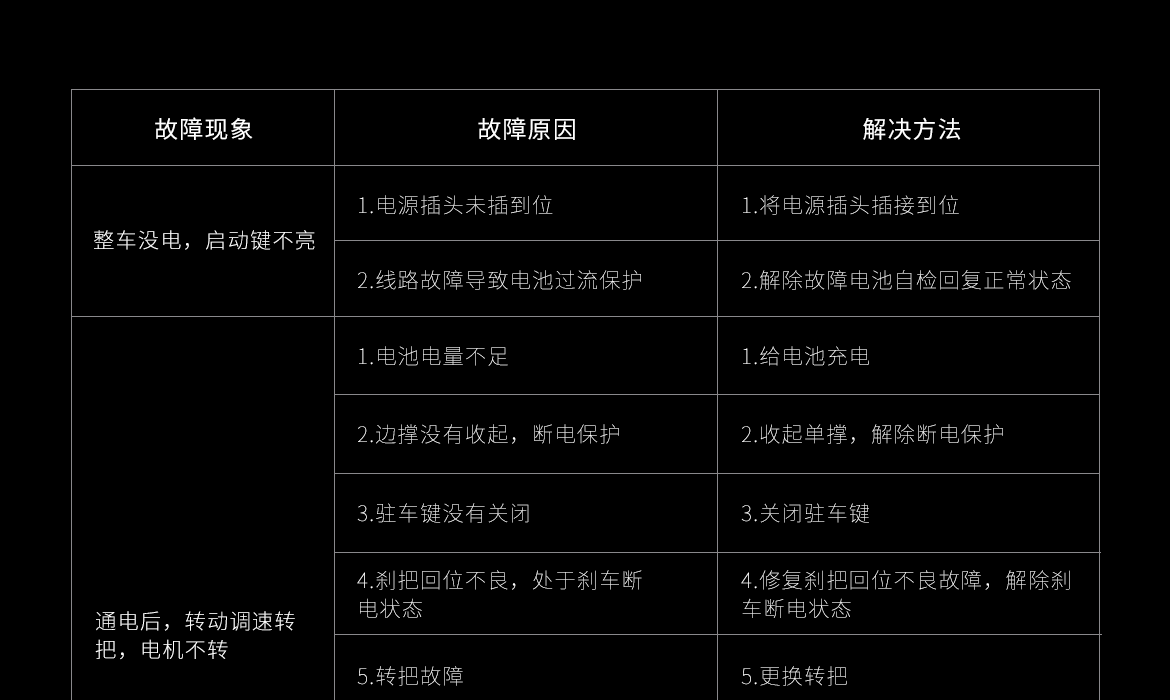 故障现象 故障原因 解决方法
整车没电，启动键不亮
1.电源插头未插到位 1.将电源插头插接到位
2.线路故障导致电池过流保护 2.解除故障电池自检回复正常状态
通电后，转动调速转
把，电机不转
1.电池电量不足 1.给电池充电
2.边撑没有收起，断电保护 2.收起单撑，解除断电保护
3.驻车键没有关闭 3.关闭驻车键
4.刹把回位不良，处于刹车断
电状态
4.修复刹把回位不良故障，解除刹
车断电状态
5.转把故障 5.更换转把